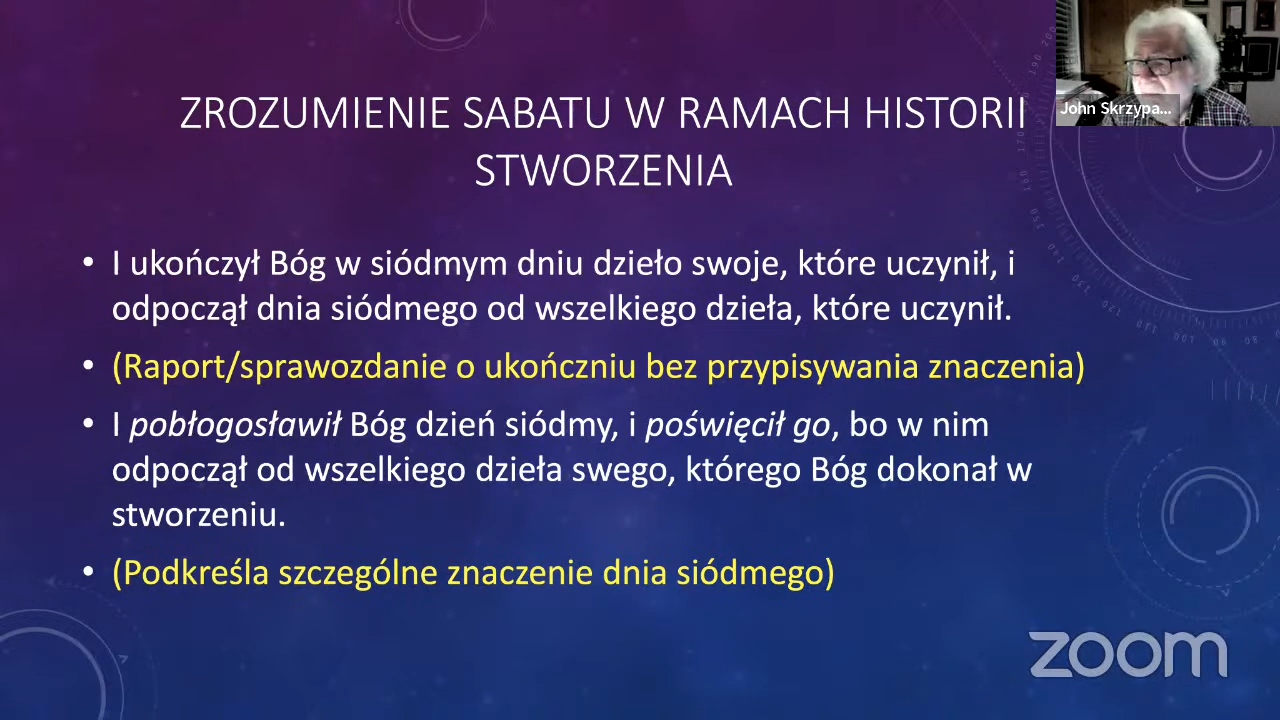 ZROZUMIENIE SABATU W RAMACH HISTORII
STWORZENIA
John Skrzypa...
• I ukończył Bóg w siódmym dniu dzieło swoje, które uczynił, i
odpoczął dnia siódmego od wszelkiego dzieła, które uczynił.
• (Raport/sprawozdanie o ukończniu bez przypisywania znaczenia)
• I pobłogosławił Bóg dzień siódmy, i poświęcił go, bo w nim
odpoczął od wszelkiego dzieła swego, którego Bóg dokonał w
stworzeniu.
• (Podkreśla szczególne znaczenie dnia siódmego)
zoom